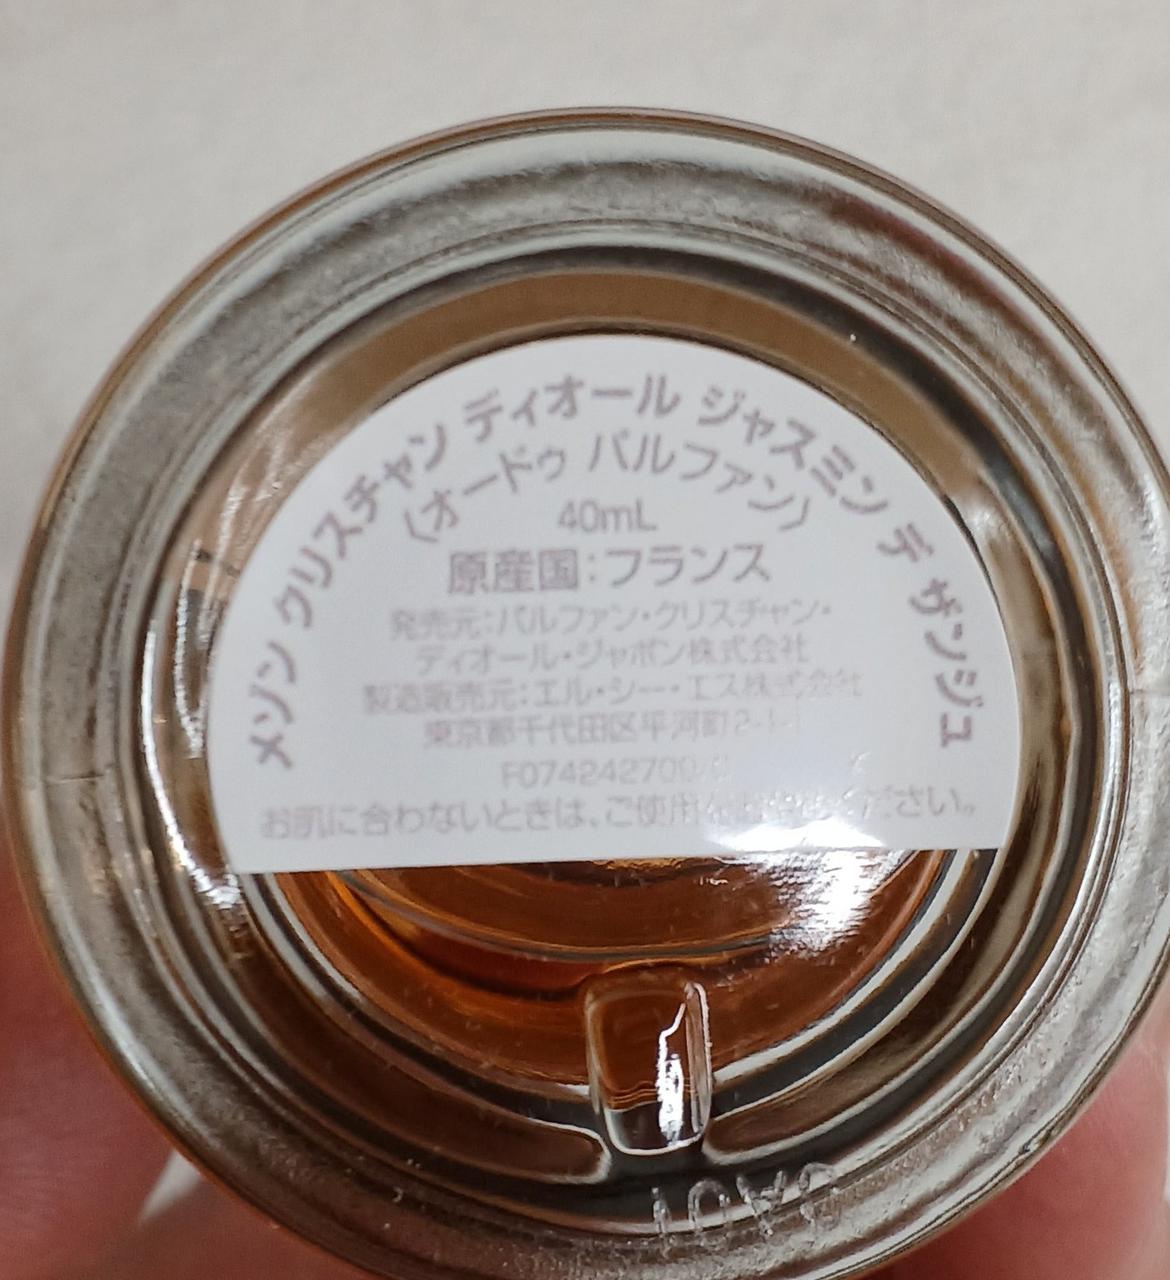 メゾン クリスチャン ディオール ジャスミン デ ザンジュ
〈オードゥ パルファン〉
40mL
原産国：フランス
発売元：パルファン・クリスチャン・
ディオール・ジャポン株式会社
製造販売元：エル・シー・エス株式会社
東京都千代田区平河町2-1-1
F074242700/
お肌に合わないときは、ご使用 ください。